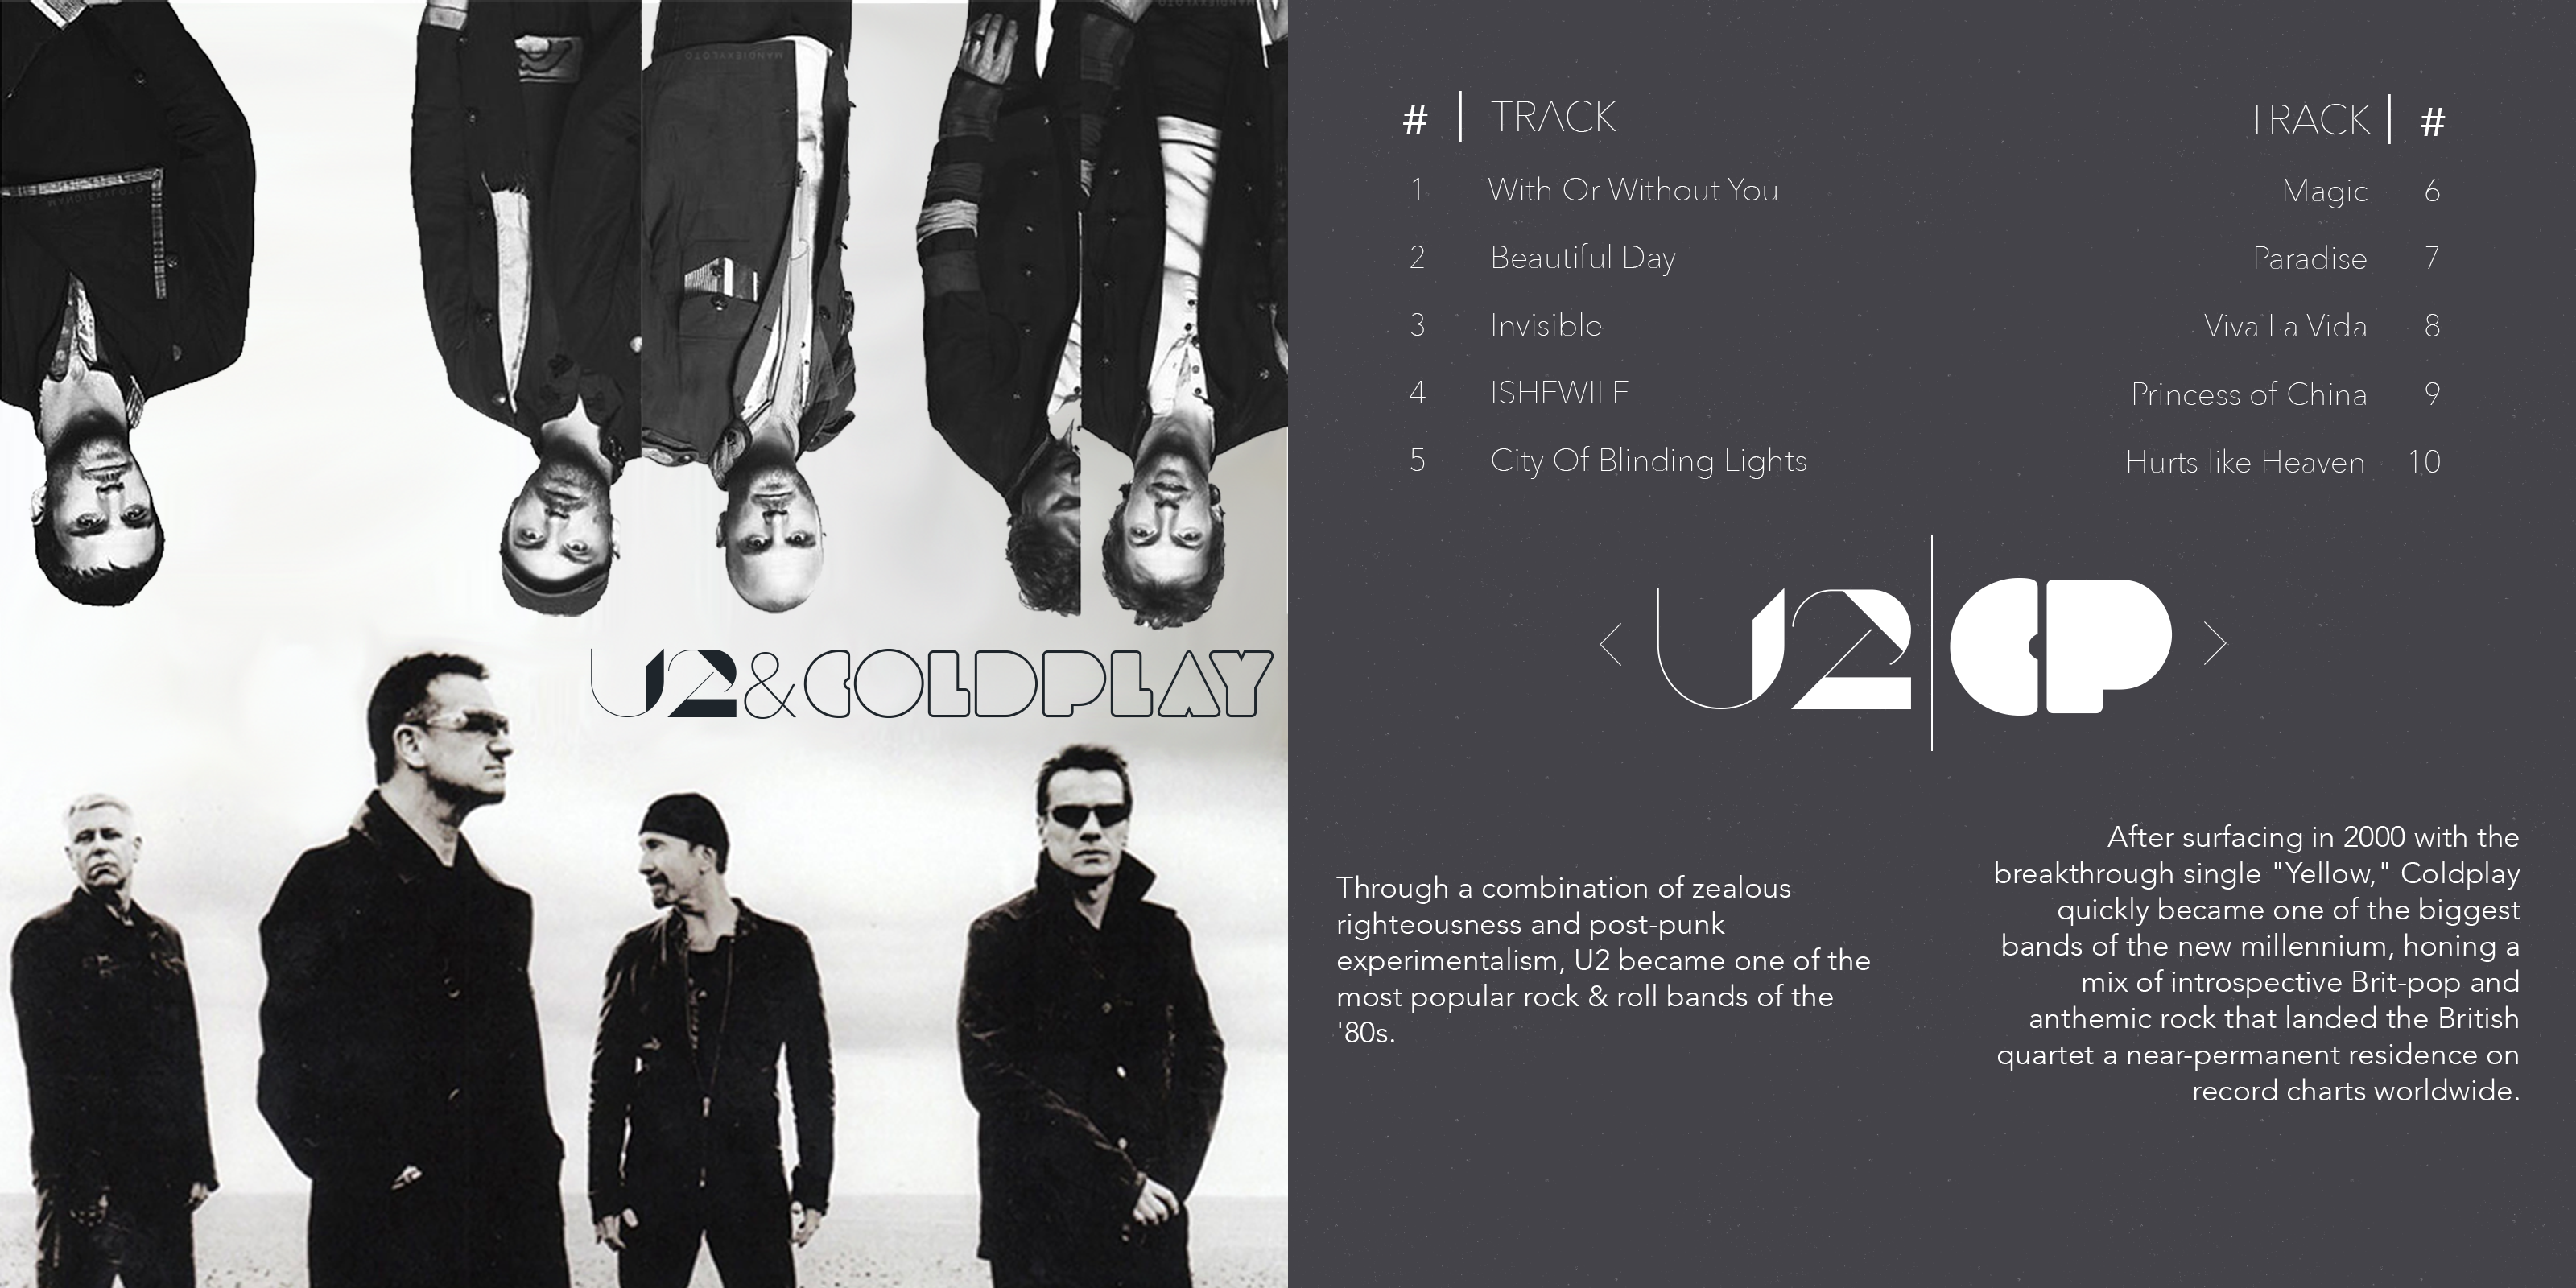 MANDIEXYLOTO
U2&COLDPLAY
# | TRACK
1 With Or Without You
2 Beautiful Day
3 Invisible
4 ISHFWILF
5 City Of Blinding Lights
TRACK | #
Magic 6
Paradise 7
Viva La Vida 8
Princess of China 9
Hurts like Heaven 10
< U2 | CP >
Through a combination of zealous
righteousness and post-punk
experimentalism, U2 became one of the
most popular rock & roll bands of the
'80s.
After surfacing in 2000 with the
breakthrough single "Yellow," Coldplay
quickly became one of the biggest
bands of the new millennium, honing a
mix of introspective Brit-pop and
anthemic rock that landed the British
quartet a near-permanent residence on
record charts worldwide.